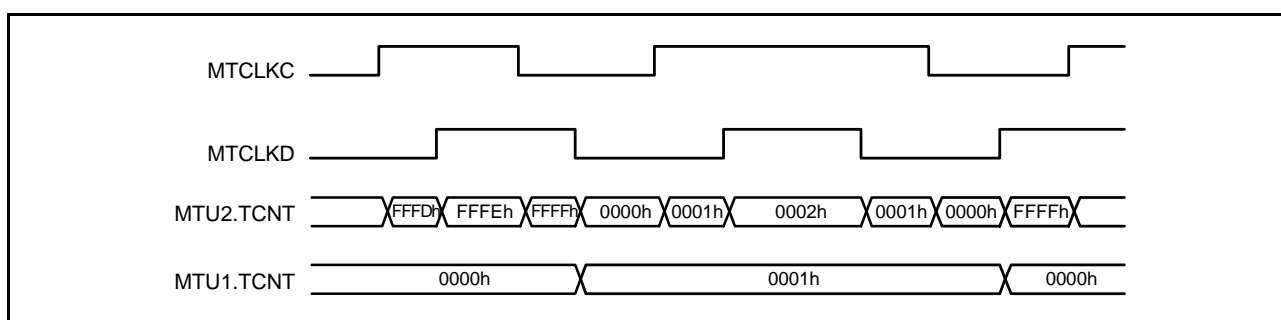 MTCLKC
MTCLKD
MTU2.TCNT FFFDh FFFEh FFFFh 0000h 0001h 0002h 0001h 0000h FFFFh
MTU1.TCNT 0000h 0001h 0000h